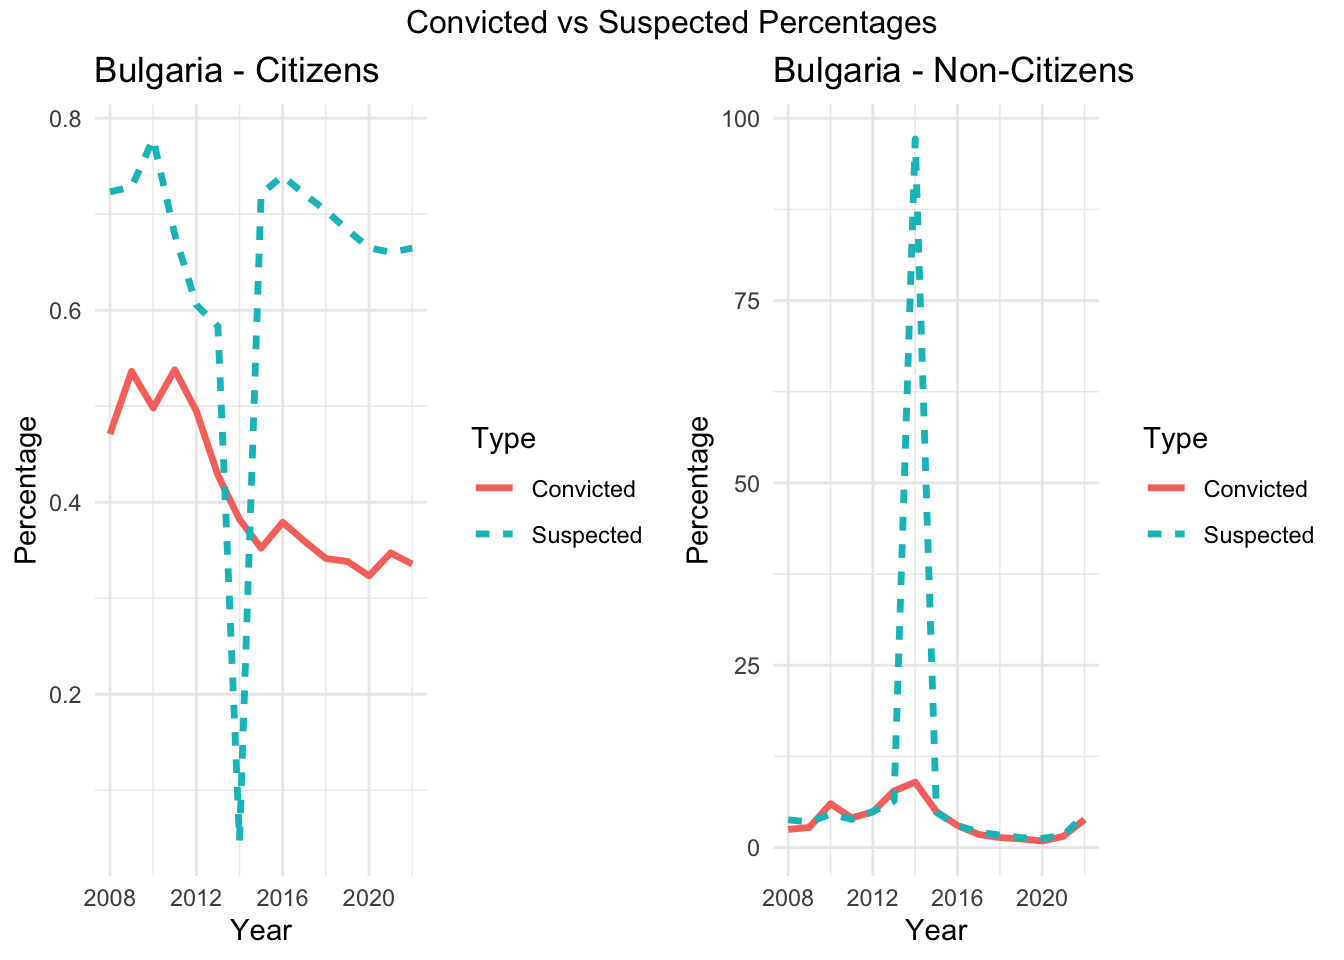 Convicted vs Suspected Percentages
Bulgaria - Citizens
Percentage
0.8
0.6
0.4
0.2
2008 2012 2016 2020
Year
Type
Convicted
Suspected
Bulgaria - Non-Citizens
Percentage
100
75
50
25
0
2008 2012 2016 2020
Year
Type
Convicted
Suspected